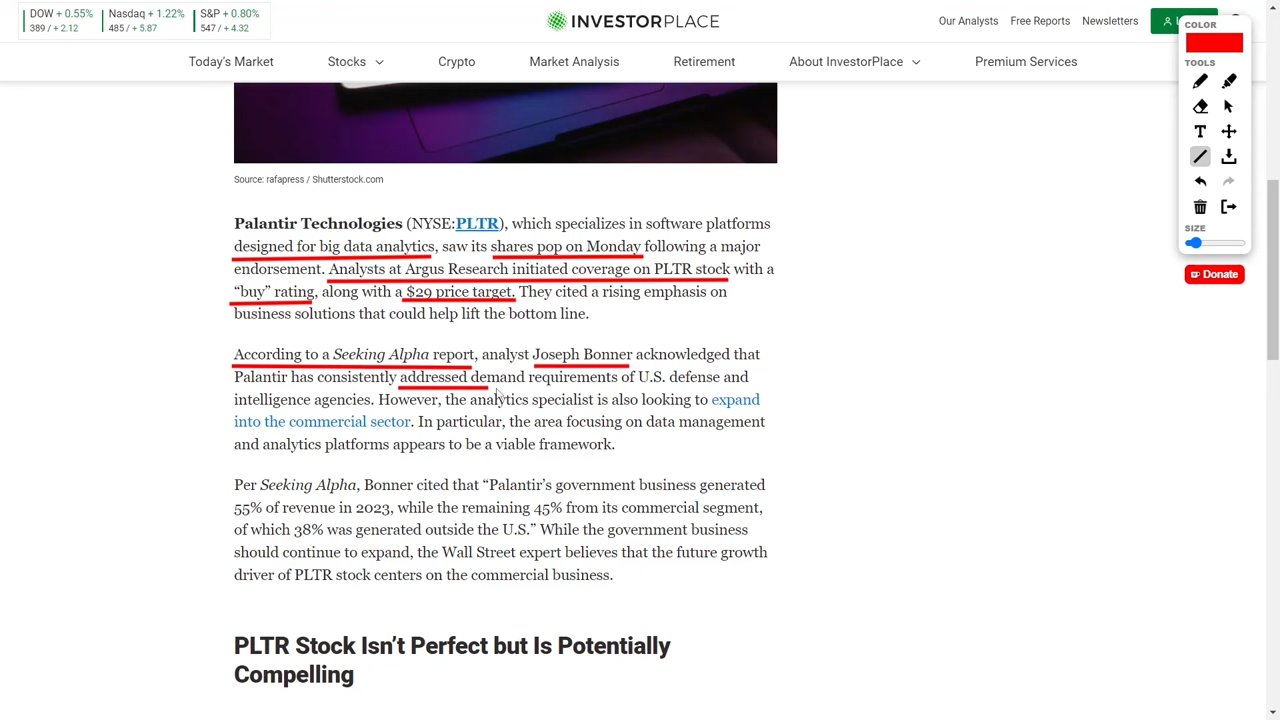 DOW + 0.55% Nasdaq + 1.22% S&P + 0.80%
389 / + 2.12 485 / + 5.87 547 / + 4.32
INVESTORPLACE
Our Analysts Free Reports Newsletters
Today's Market Stocks Crypto Market Analysis Retirement About InvestorPlace Premium Services
COLOR
TOOLS
T
SIZE
Donate
Source: rafapress / Shutterstock.com
Palantir Technologies (NYSE:PLTR), which specializes in software platforms
designed for big data analytics, saw its shares pop on Monday following a major
endorsement. Analysts at Argus Research initiated coverage on PLTR stock with a
“buy” rating, along with a $29 price target. They cited a rising emphasis on
business solutions that could help lift the bottom line.
According to a Seeking Alpha report, analyst Joseph Bonner acknowledged that
Palantir has consistently addressed demand requirements of U.S. defense and
intelligence agencies. However, the analytics specialist is also looking to expand
into the commercial sector. In particular, the area focusing on data management
and analytics platforms appears to be a viable framework.
Per Seeking Alpha, Bonner cited that “Palantir’s government business generated
55% of revenue in 2023, while the remaining 45% from its commercial segment,
of which 38% was generated outside the U.S.” While the government business
should continue to expand, the Wall Street expert believes that the future growth
driver of PLTR stock centers on the commercial business.
PLTR Stock Isn’t Perfect but Is Potentially
Compelling